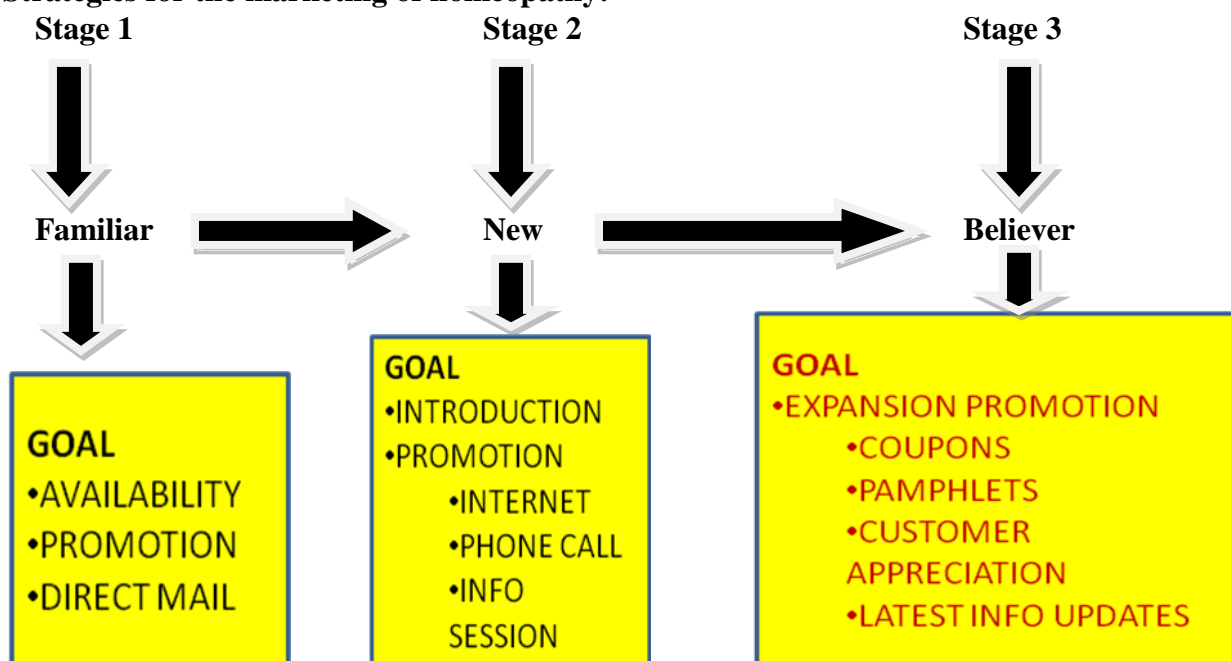 Strategies for the marketing of homeopathy:
Stage 1 Stage 2 Stage 3
Familiar New Believer
GOAL
•AVAILABILITY
•PROMOTION
•DIRECT MAIL
GOAL
•INTRODUCTION
•PROMOTION
•INTERNET
•PHONE CALL
•INFO
SESSION
GOAL
•EXPANSION PROMOTION
•COUPONS
•PAMPHLETS
•CUSTOMER
APPRECIATION
•LATEST INFO UPDATES